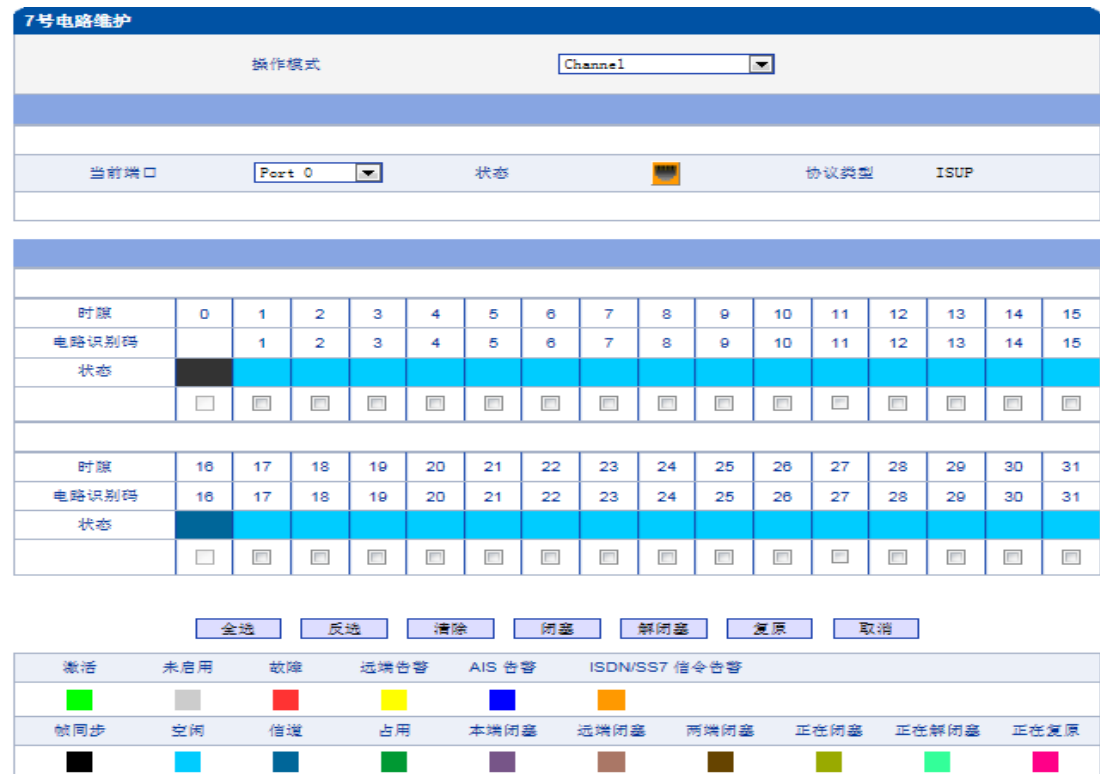 7号电路维护
操作模式 Channel
当前端口 Port 0 状态 协议类型 ISUP
时隙 0 1 2 3 4 5 6 7 8 9 10 11 12 13 14 15
电路识别码 1 2 3 4 5 6 7 8 9 10 11 12 13 14 15
状态
时隙 16 17 18 19 20 21 22 23 24 25 26 27 28 29 30 31
电路识别码 16 17 18 19 20 21 22 23 24 25 26 27 28 29 30 31
状态
全选 反选 清除 闭塞 解闭塞 复原 取消
激活 未启用 故障 远端告警 AIS 告警 ISDN/SS7 信令告警
帧同步 空闲 信道 占用 本端闭塞 远端闭塞 两端闭塞 正在闭塞 正在解闭塞 正在复原